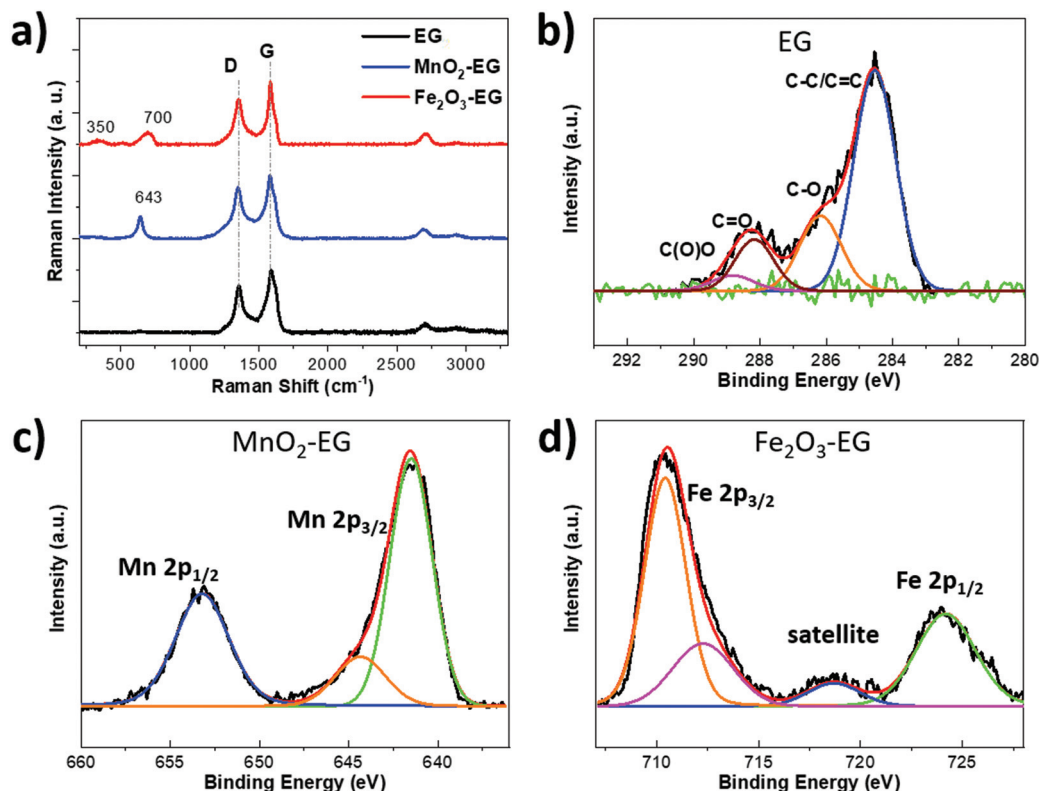 a)
EG
MnO₂-EG
Fe₂O₃-EG
D
G
350
700
643
Raman Intensity (a. u.)
500 1000 1500 2000 2500 3000
Raman Shift (cm⁻¹)
b)
EG
C-C/C=C
C-O
C=O
C(O)O
Intensity (a.u.)
292 290 288 286 284 282 280
Binding Energy (eV)
c)
MnO₂-EG
Mn 2p₃/₂
Mn 2p₁/₂
Intensity (a.u.)
660 655 650 645 640
Binding Energy (eV)
d)
Fe₂O₃-EG
Fe 2p₃/₂
Fe 2p₁/₂
satellite
Intensity (a.u.)
710 715 720 725
Binding Energy (eV)